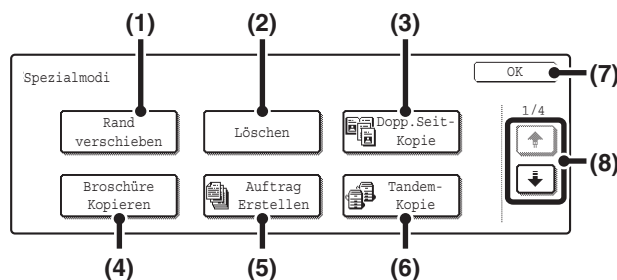 (1) (2) (3)
Spezialmodi
OK (7)
Rand
verschieben
Löschen
Dopp.Seit-
Kopie
1/4
(8)
Broschüre
Kopieren
Auftrag
Erstellen
Tandem-
Kopie
(4) (5) (6)